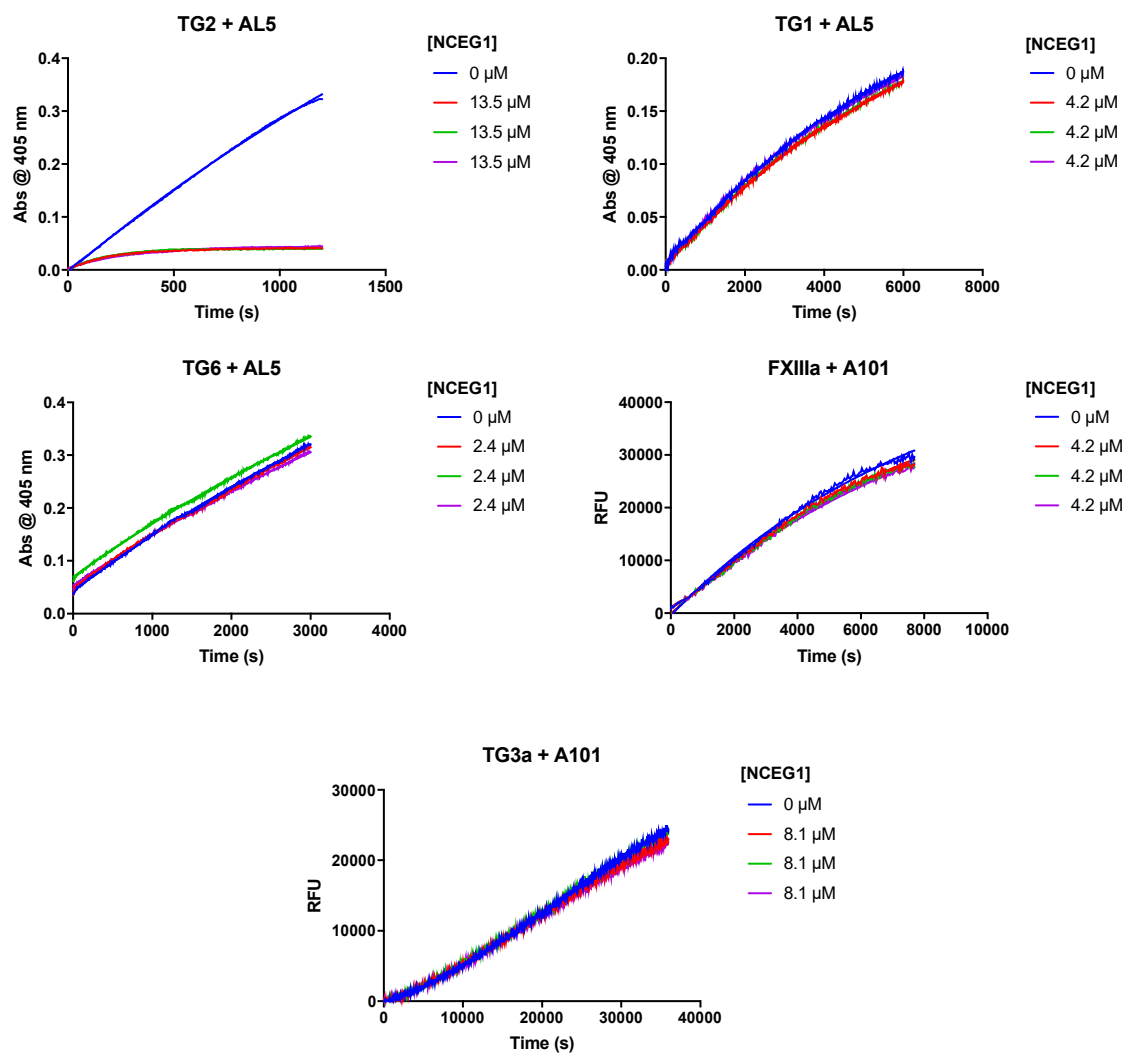 TG2 + AL5
[NCEG1]
0.4
0.3
0.2
0.1
0.0
Abs @ 405 nm
0
500
1000
1500
Time (s)
0 µM
13.5 µM
13.5 µM
13.5 µM
TG1 + AL5
[NCEG1]
0.20
0.15
0.10
0.05
0.00
Abs @ 405 nm
0
2000
4000
6000
8000
Time (s)
0 µM
4.2 µM
4.2 µM
4.2 µM
TG6 + AL5
[NCEG1]
0.4
0.3
0.2
0.1
0.0
Abs @ 405 nm
0
1000
2000
3000
4000
Time (s)
0 µM
2.4 µM
2.4 µM
2.4 µM
FXIIIa + A101
[NCEG1]
40000
30000
20000
10000
0
RFU
0
2000
4000
6000
8000
10000
Time (s)
0 µM
4.2 µM
4.2 µM
4.2 µM
TG3a + A101
[NCEG1]
30000
20000
10000
0
RFU
0
10000
20000
30000
40000
Time (s)
0 µM
8.1 µM
8.1 µM
8.1 µM